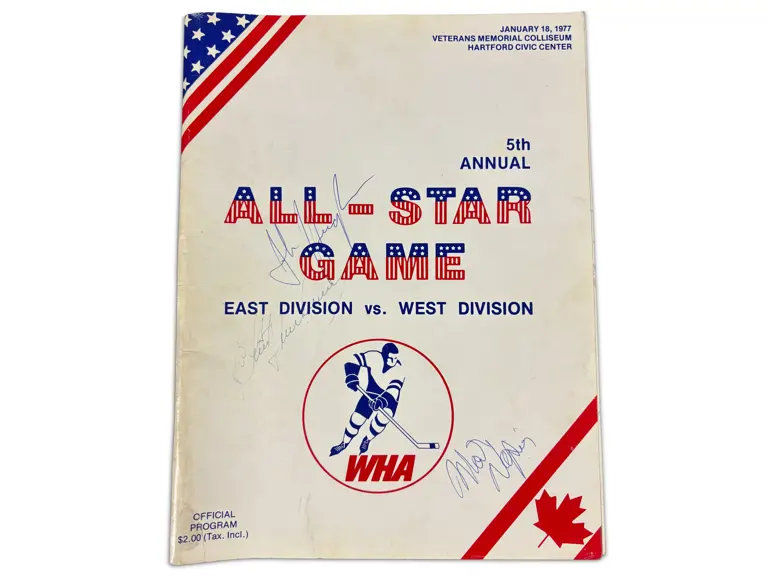 JANUARY 18, 1977
VETERANS MEMORIAL COLLISEUM
HARTFORD CIVIC CENTER
5th
ANNUAL
ALL-STAR
GAME
EAST DIVISION vs. WEST DIVISION
WHA
OFFICIAL
PROGRAM
$2.00 (Tax. Incl.)